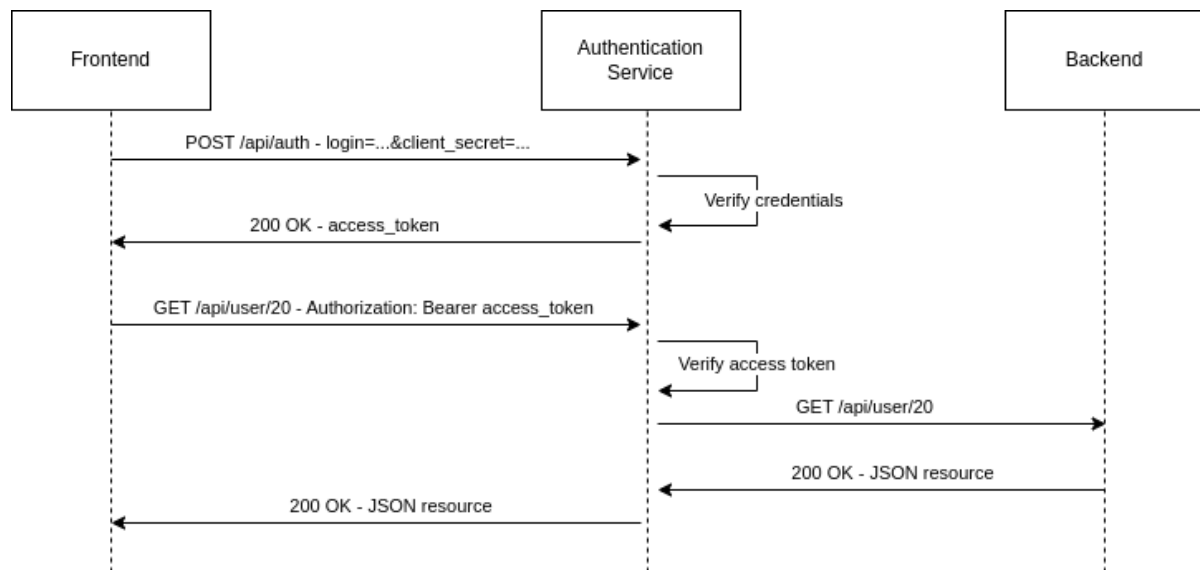 Frontend
Authentication
Service
Backend
POST /api/auth - login=...&client_secret=...
Verify credentials
200 OK - access_token
GET /api/user/20 - Authorization: Bearer access_token
Verify access token
GET /api/user/20
200 OK - JSON resource
200 OK - JSON resource